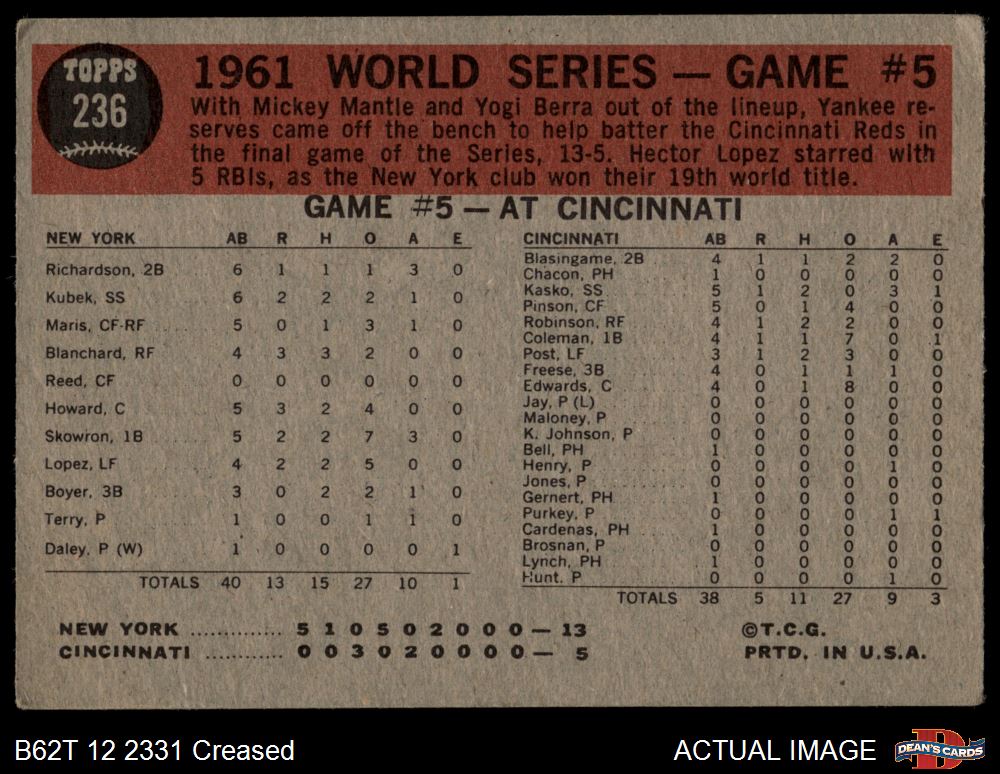 TOPPS
236
1961 WORLD SERIES — GAME #5
With Mickey Mantle and Yogi Berra out of the lineup, Yankee re-
serves came off the bench to help batter the Cincinnati Reds in
the final game of the Series, 13-5. Hector Lopez starred with
5 RBIs, as the New York club won their 19th world title.
GAME #5 — AT CINCINNATI
NEW YORK AB R H O A E
Richardson, 2B 6 1 1 1 3 0
Kubek, SS 6 2 2 2 1 0
Maris, CF-RF 5 0 1 3 1 0
Blanchard, RF 4 3 3 2 0 0
Reed, CF 0 0 0 0 0 0
Howard, C 5 3 2 4 0 0
Skowron, 1B 5 2 2 7 3 0
Lopez, LF 4 2 2 5 0 0
Boyer, 3B 3 0 2 2 1 0
Terry, P 1 0 0 1 1 0
Daley, P (W) 1 0 0 0 0 1
TOTALS 40 13 15 27 10 1
CINCINNATI AB R H O A E
Blasingame, 2B 4 1 1 2 2 0
Chacon, PH 1 0 0 0 0 0
Kasko, SS 5 1 2 0 3 1
Pinson, CF 5 0 1 4 0 0
Robinson, RF 4 1 2 2 0 0
Coleman, 1B 4 1 1 7 0 1
Post, LF 3 1 2 3 0 0
Freese, 3B 4 0 1 1 1 0
Edwards, C 4 0 1 8 0 0
Jay, P (L) 0 0 0 0 0 0
Maloney, P 0 0 0 0 0 0
K. Johnson, P 0 0 0 0 0 0
Bell, PH 1 0 0 0 0 0
Henry, P 0 0 0 0 1 0
Jones, P 0 0 0 0 0 0
Gernert, PH 1 0 0 0 0 0
Purkey, P 0 0 0 0 1 1
Cardenas, PH 1 0 0 0 0 0
Brosnan, P 0 0 0 0 0 0
Lynch, PH 1 0 0 0 0 0
Hunt, P 0 0 0 0 1 0
TOTALS 38 5 11 27 9 3
NEW YORK .............. 5 1 0 5 0 2 0 0 0 — 13
CINCINNATI ............ 0 0 3 0 2 0 0 0 0 — 5
©T.C.G.
PRTD. IN U.S.A.
B62T 12 2331 Creased
ACTUAL IMAGE
DEAN'S CARDS